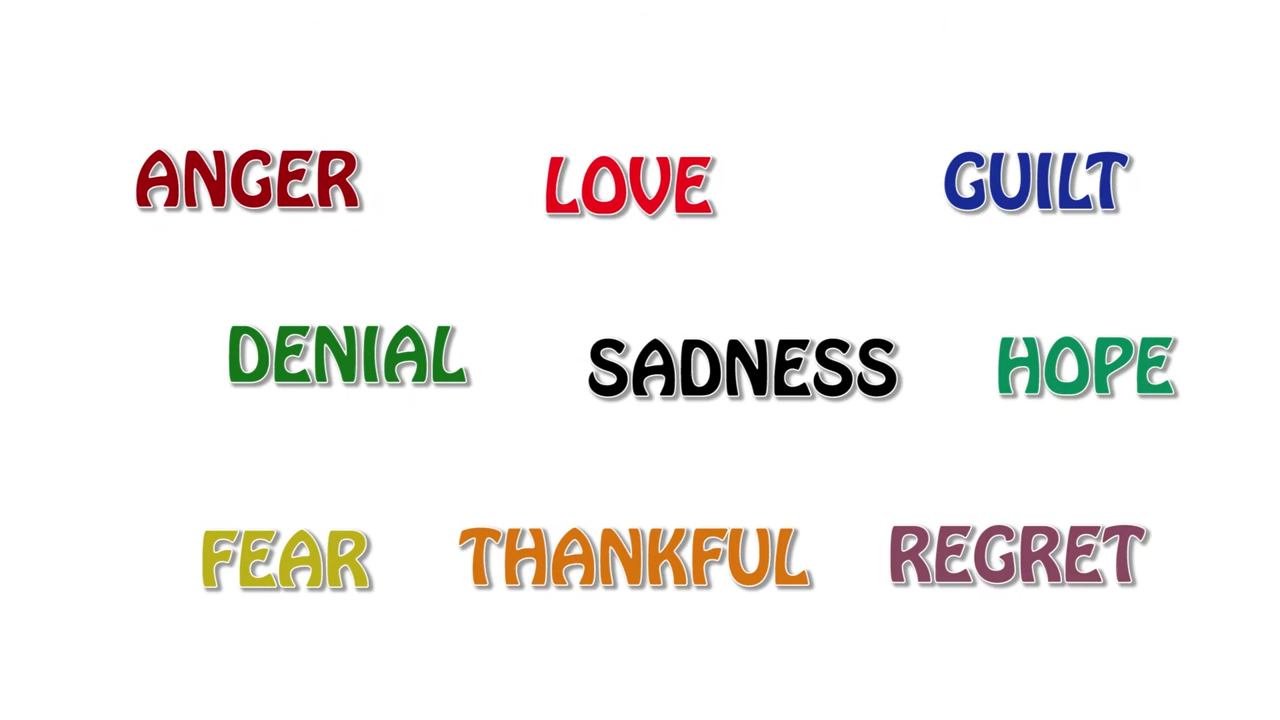 ANGER LOVE GUILT
DENIAL SADNESS HOPE
FEAR THANKFUL REGRET